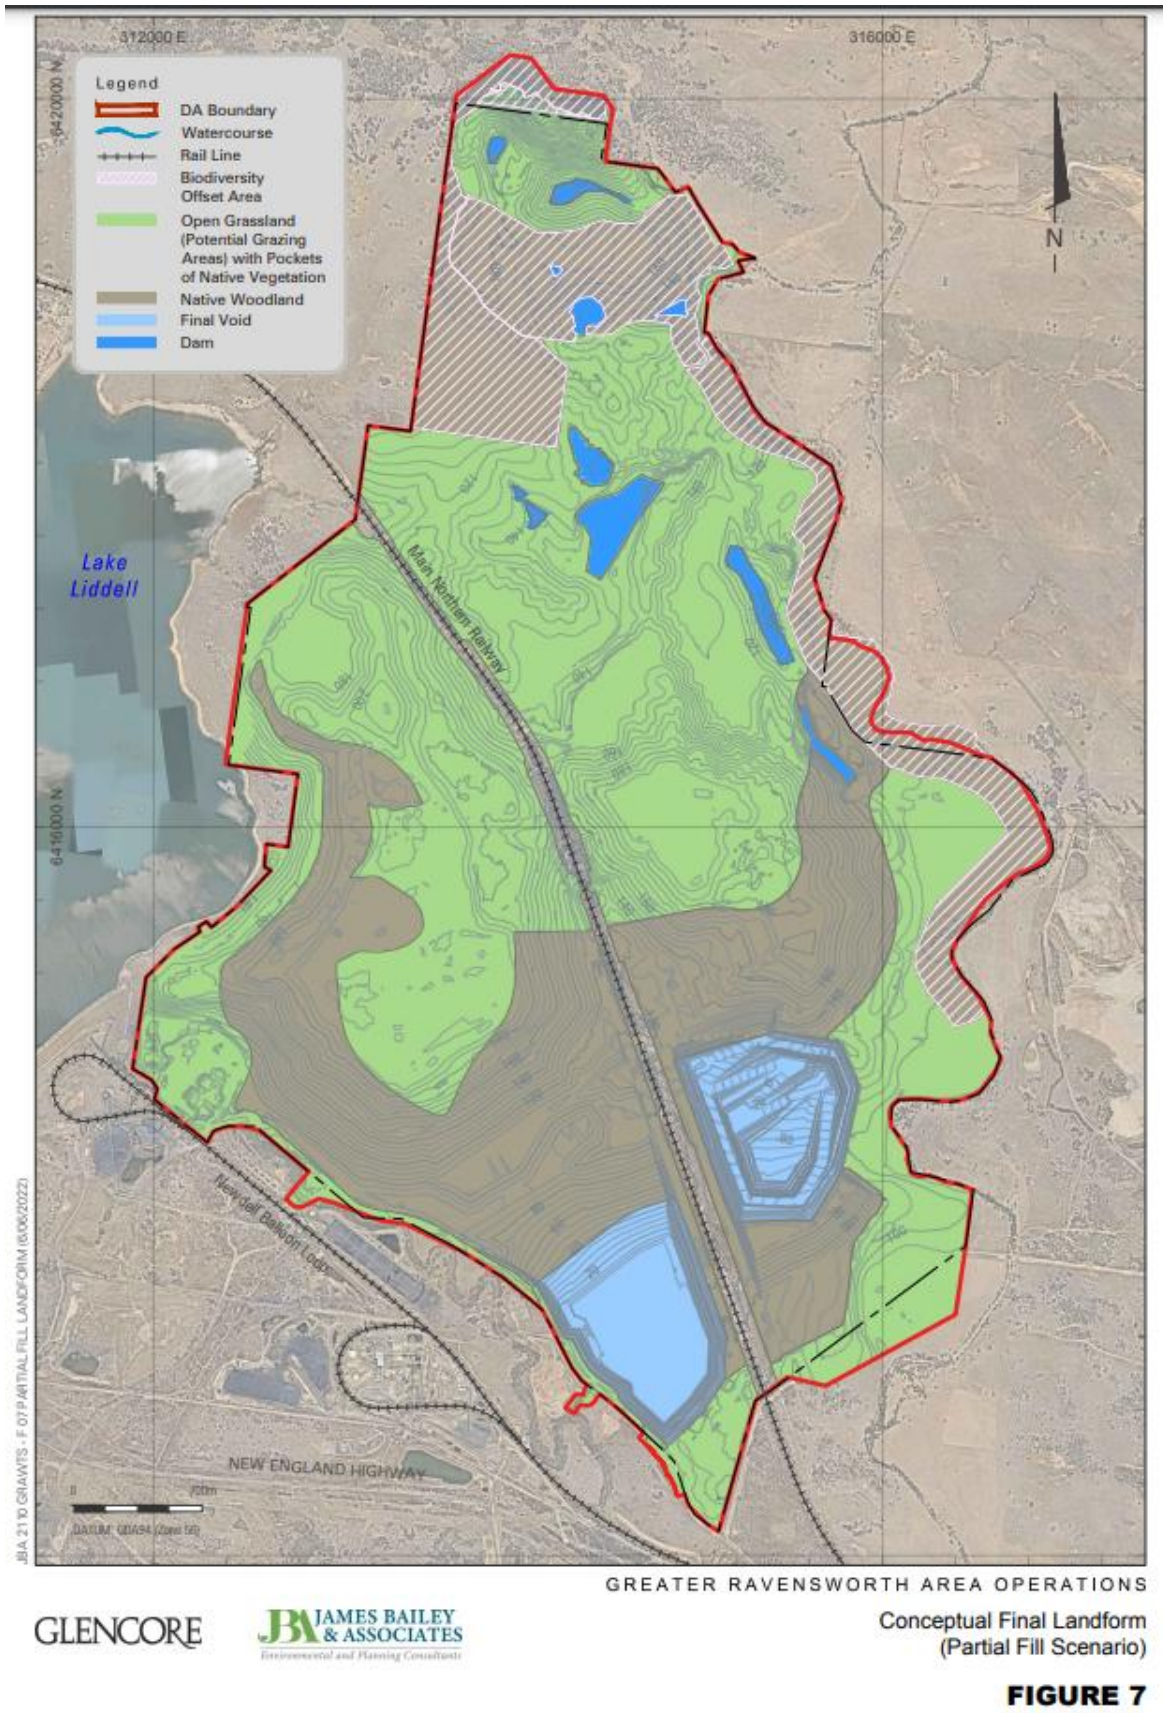 312000 E
316000 E
6420000 N
Legend
DA Boundary
Watercourse
Rail Line
Biodiversity
Offset Area
Open Grassland
(Potential Grazing
Areas) with Pockets
of Native Vegetation
Native Woodland
Final Void
Dam
N
Lake
Liddell
Main Northern Railway
6416000 N
Newdell Balloon Loop
NEW ENGLAND HIGHWAY
0 700m
DATUM: GDA94 (Zone 56)
JBA 21 10 GRAWTS - F 07 PARTIAL FILL LANDFORM (6/06/2022)
GREATER RAVENSWORTH AREA OPERATIONS
GLENCORE
JBA JAMES BAILEY
& ASSOCIATES
Environmental and Planning Consultants
Conceptual Final Landform
(Partial Fill Scenario)
FIGURE 7